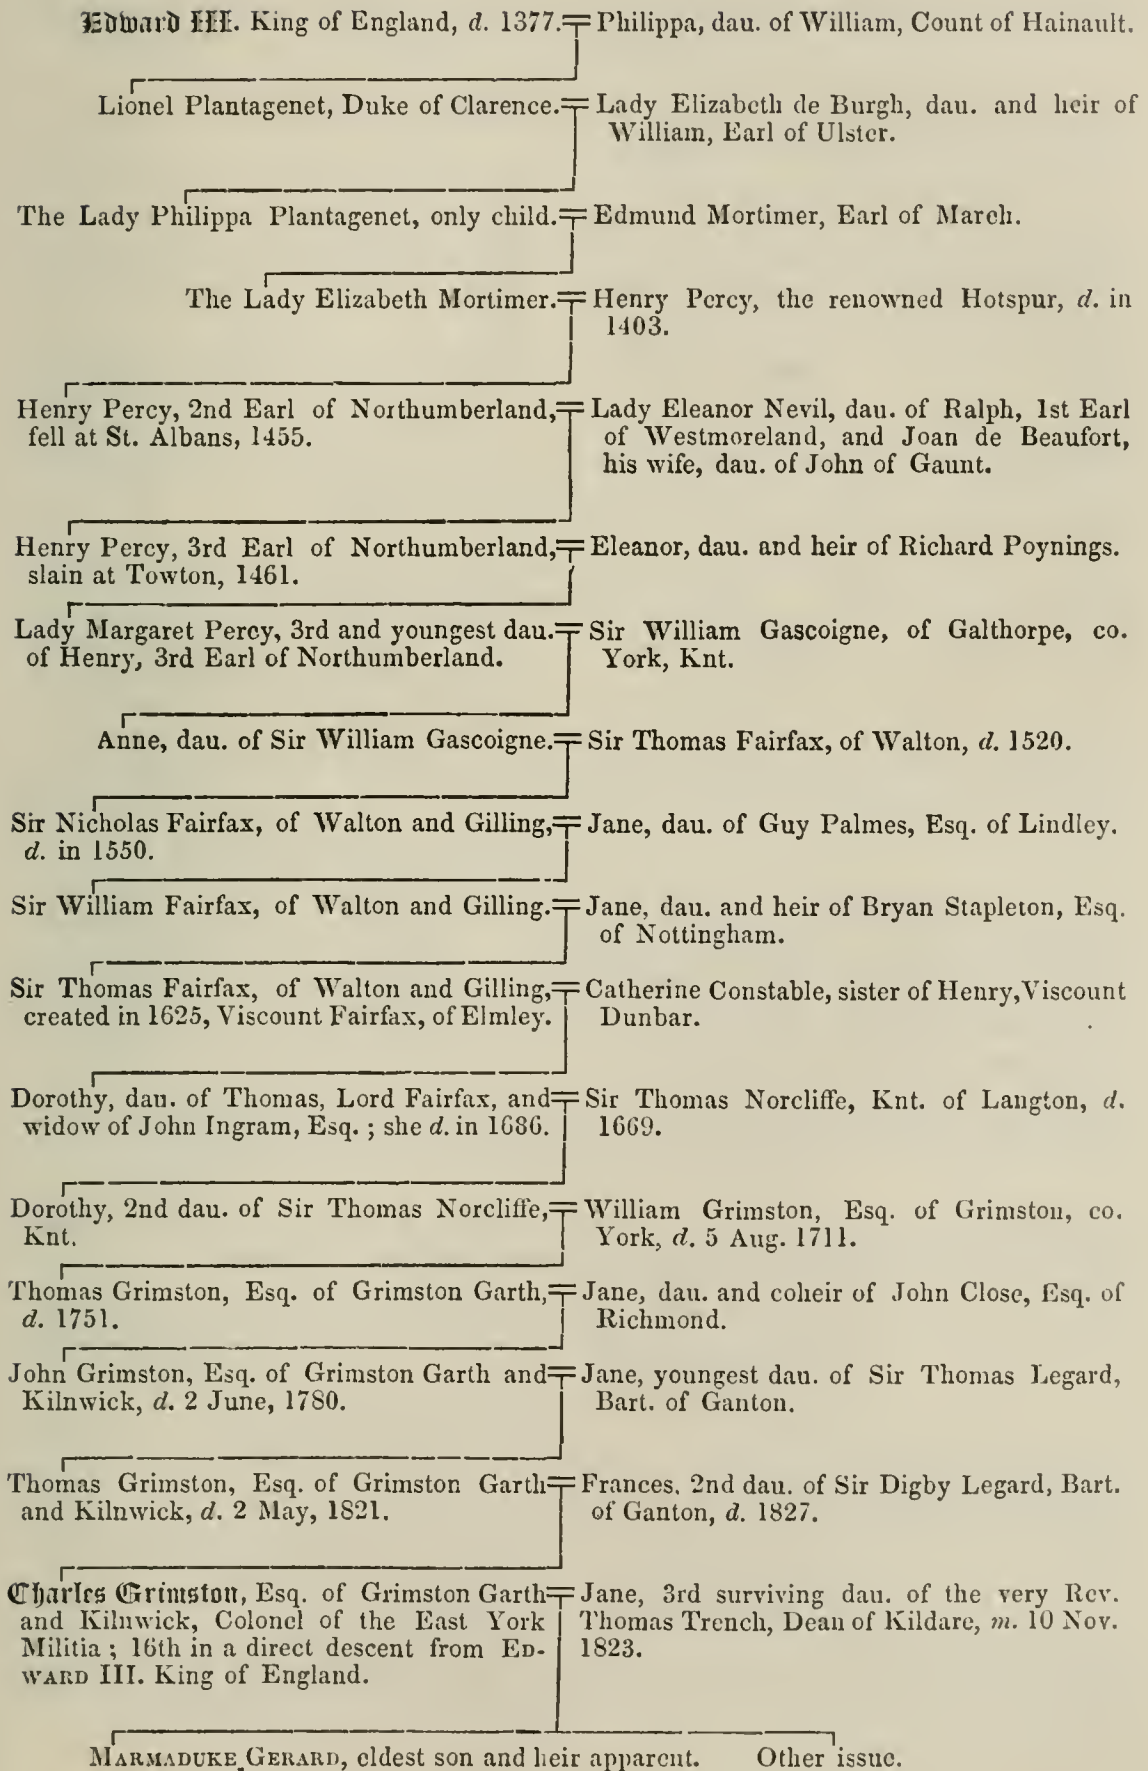 Edward III. King of England, d. 1377. = Philippa, dau. of William, Count of Hainault.
Lionel Plantagenet, Duke of Clarence. = Lady Elizabeth de Burgh, dau. and heir of
William, Earl of Ulster.
The Lady Philippa Plantagenet, only child. = Edmund Mortimer, Earl of March.
The Lady Elizabeth Mortimer. = Henry Percy, the renowned Hotspur, d. in
1403.
Henry Percy, 2nd Earl of Northumberland,
fell at St. Albans, 1455.
= Lady Eleanor Nevil, dau. of Ralph, 1st Earl
of Westmoreland, and Joan de Beaufort,
his wife, dau. of John of Gaunt.
Henry Percy, 3rd Earl of Northumberland,
slain at Towton, 1461.
= Eleanor, dau. and heir of Richard Poynings.
Lady Margaret Percy, 3rd and youngest dau.
of Henry, 3rd Earl of Northumberland.
= Sir William Gascoigne, of Galthorpe, co.
York, Knt.
Anne, dau. of Sir William Gascoigne. = Sir Thomas Fairfax, of Walton, d. 1520.
Sir Nicholas Fairfax, of Walton and Gilling,
d. in 1550.
= Jane, dau. of Guy Palmes, Esq. of Lindley.
Sir William Fairfax, of Walton and Gilling. = Jane, dau. and heir of Bryan Stapleton, Esq.
of Nottingham.
Sir Thomas Fairfax, of Walton and Gilling,
created in 1625, Viscount Fairfax, of Elmley.
= Catherine Constable, sister of Henry, Viscount
Dunbar.
Dorothy, dau. of Thomas, Lord Fairfax, and
widow of John Ingram, Esq.; she d. in 1686.
= Sir Thomas Norcliffe, Knt. of Langton, d.
1669.
Dorothy, 2nd dau. of Sir Thomas Norcliffe,
Knt.
= William Grimston, Esq. of Grimston, co.
York, d. 5 Aug. 1711.
Thomas Grimston, Esq. of Grimston Garth,
d. 1751.
= Jane, dau. and coheir of John Close, Esq. of
Richmond.
John Grimston, Esq. of Grimston Garth and
Kilnwick, d. 2 June, 1780.
= Jane, youngest dau. of Sir Thomas Legard,
Bart. of Ganton.
Thomas Grimston, Esq. of Grimston Garth
and Kilnwick, d. 2 May, 1821.
= Frances, 2nd dau. of Sir Digby Legard, Bart.
of Ganton, d. 1827.
Charles Grimston, Esq. of Grimston Garth
and Kilnwick, Colonel of the East York
Militia; 16th in a direct descent from ED-
WARD III. King of England.
= Jane, 3rd surviving dau. of the very Rev.
Thomas Trench, Dean of Kildare, m. 10 Nov.
1823.
MARMADUKE GERARD, eldest son and heir apparent. Other issue.